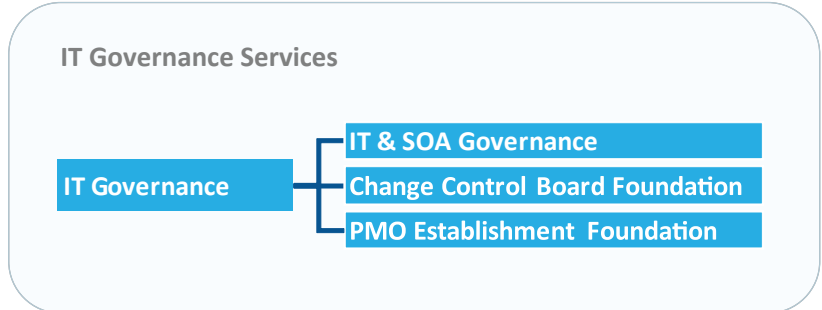 IT Governance Services
IT & SOA Governance
IT Governance
Change Control Board Foundation
PMO Establishment Foundation